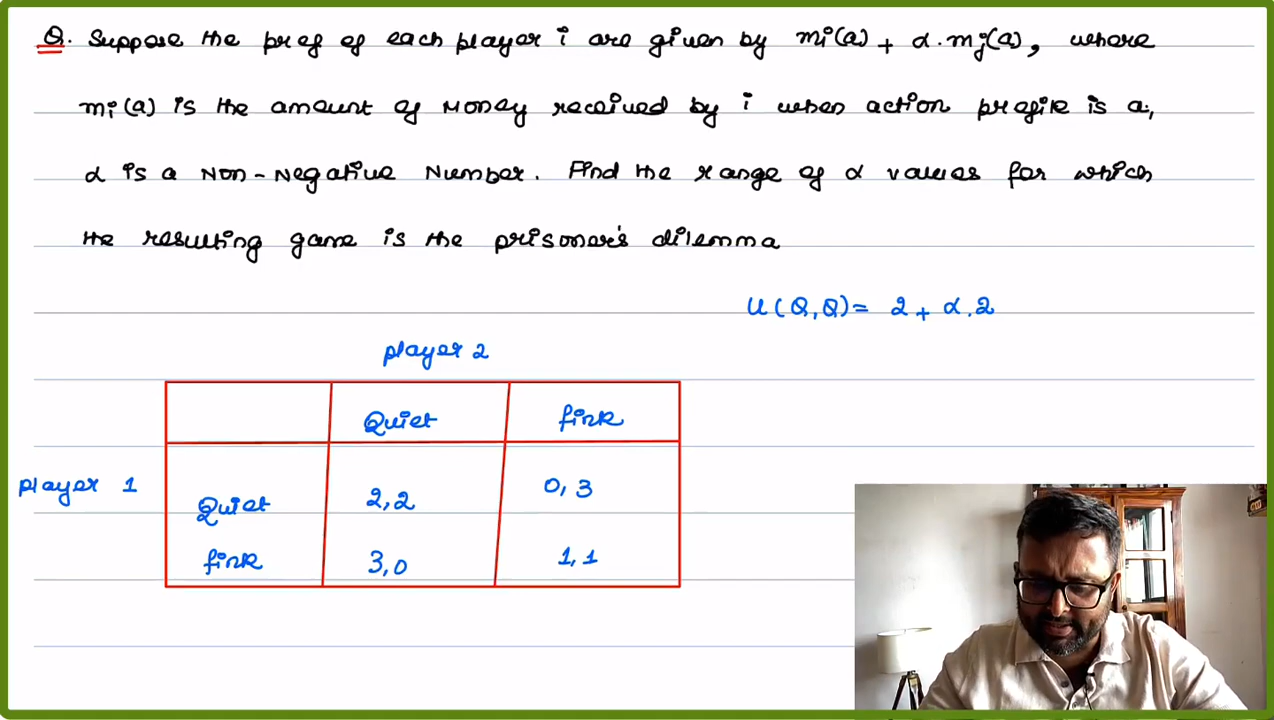 Q. Suppose the pref of each player i are given by mi(a) + α.mj(a), where
mi(a) is the amount of money received by i when action profile is a,
α is a Non-Negative Number. Find the range of α values for which
the resulting game is the prisoner's dilemma
U(Q,Q) = 2 + α.2
player 2
Quiet fink
player 1 Quiet 2,2 0,3
fink 3,0 1,1